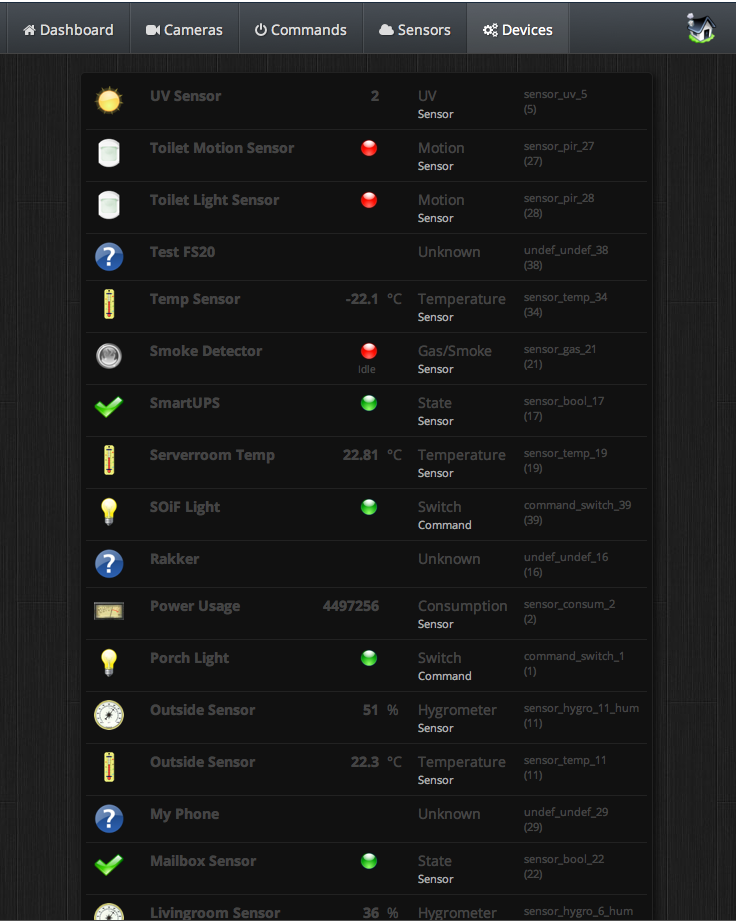 Dashboard Cameras Commands Sensors Devices
UV Sensor 2 UV sensor_uv_5
Sensor (5)
Toilet Motion Sensor Motion sensor_pir_27
Sensor (27)
Toilet Light Sensor Motion sensor_pir_28
Sensor (28)
Test FS20 Unknown undef_undef_38
(38)
Temp Sensor -22.1 °C Temperature sensor_temp_34
Sensor (34)
Smoke Detector Gas/Smoke sensor_gas_21
Idle Sensor (21)
SmartUPS State sensor_bool_17
Sensor (17)
Serverroom Temp 22.81 °C Temperature sensor_temp_19
Sensor (19)
SOiF Light Switch command_switch_39
Command (39)
Rakker Unknown undef_undef_16
(16)
Power Usage 4497256 Consumption sensor_consum_2
Sensor (2)
Porch Light Switch command_switch_1
Command (1)
Outside Sensor 51 % Hygrometer sensor_hygro_11_hum
Sensor (11)
Outside Sensor 22.3 °C Temperature sensor_temp_11
Sensor (11)
My Phone Unknown undef_undef_29
(29)
Mailbox Sensor State sensor_bool_22
Sensor (22)
Livingroom Sensor 36 % Hygrometer sensor_hygro_6_hum